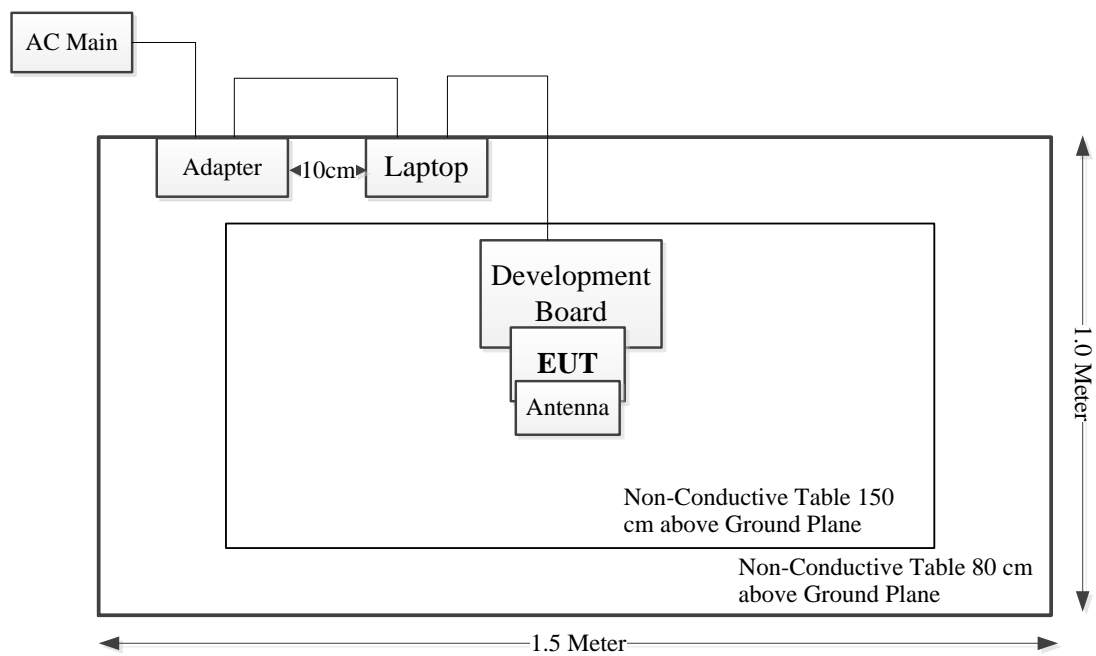 AC Main
Adapter
10cm
Laptop
Development
Board
EUT
Antenna
1.0 Meter
Non-Conductive Table 150
cm above Ground Plane
Non-Conductive Table 80 cm
above Ground Plane
1.5 Meter